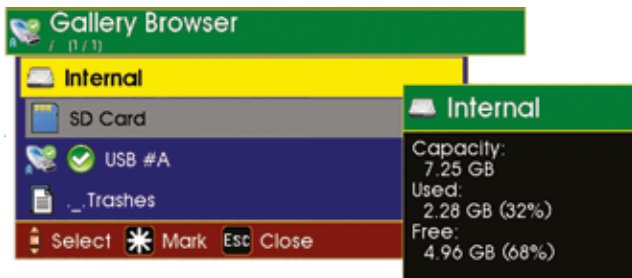 Gallery Browser
A / (1 / 1)
Internal
SD Card
A USB #A
._.Trashes
Select Mark Esc Close
Internal
Capacity:
7.25 GB
Used:
2.28 GB (32%)
Free:
4.96 GB (68%)